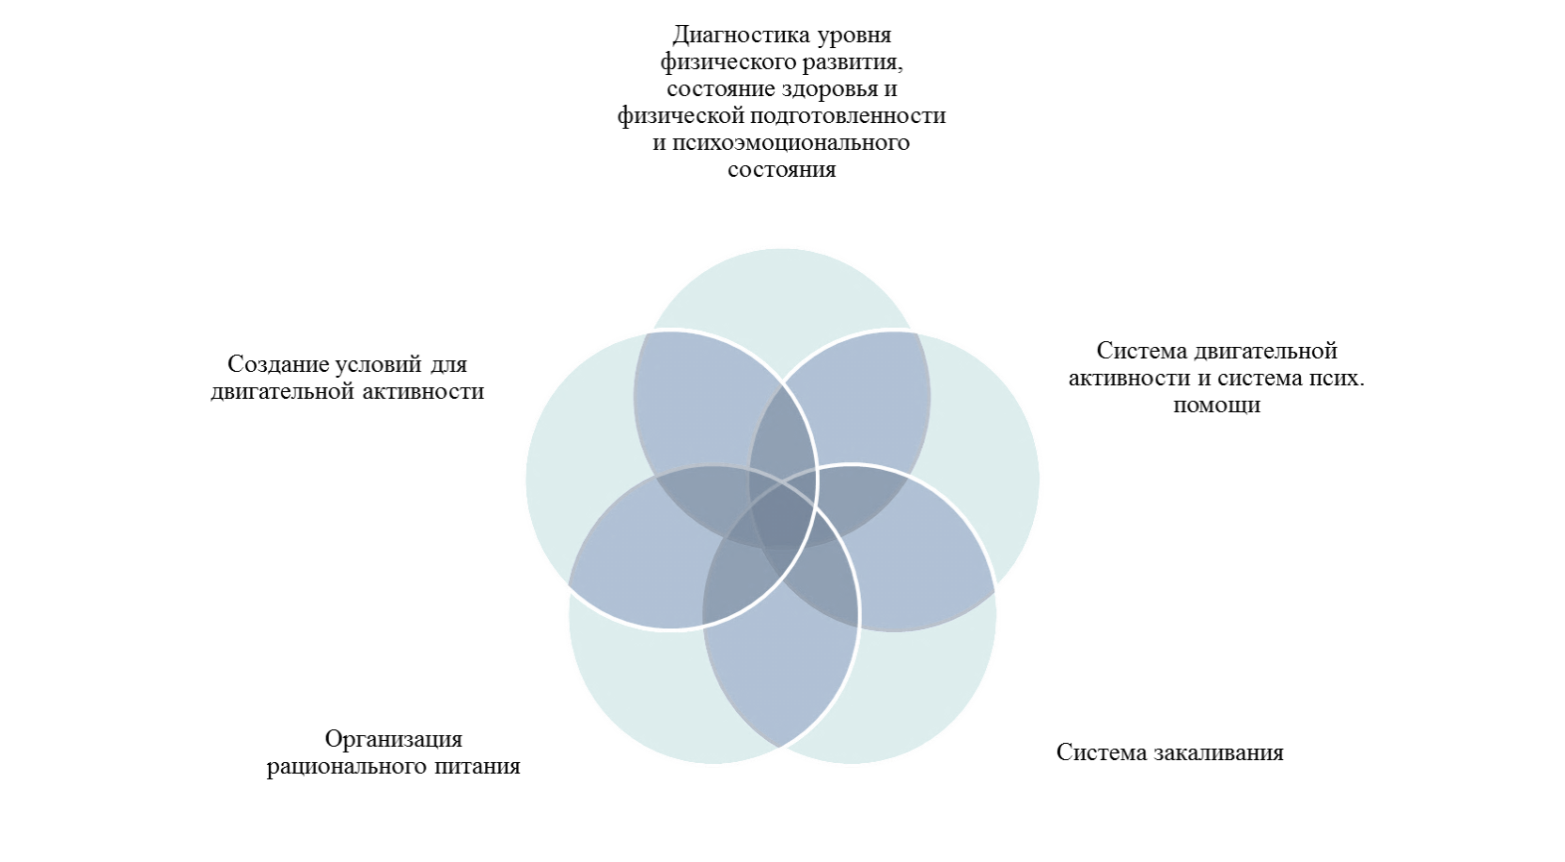 Диагностика уровня
физического развития,
состояние здоровья и
физической подготовленности
и психоэмоционального
состояния
Создание условий для
двигательной активности
Система двигательной
активности и система псих.
помощи
Организация
рационального питания
Система закаливания